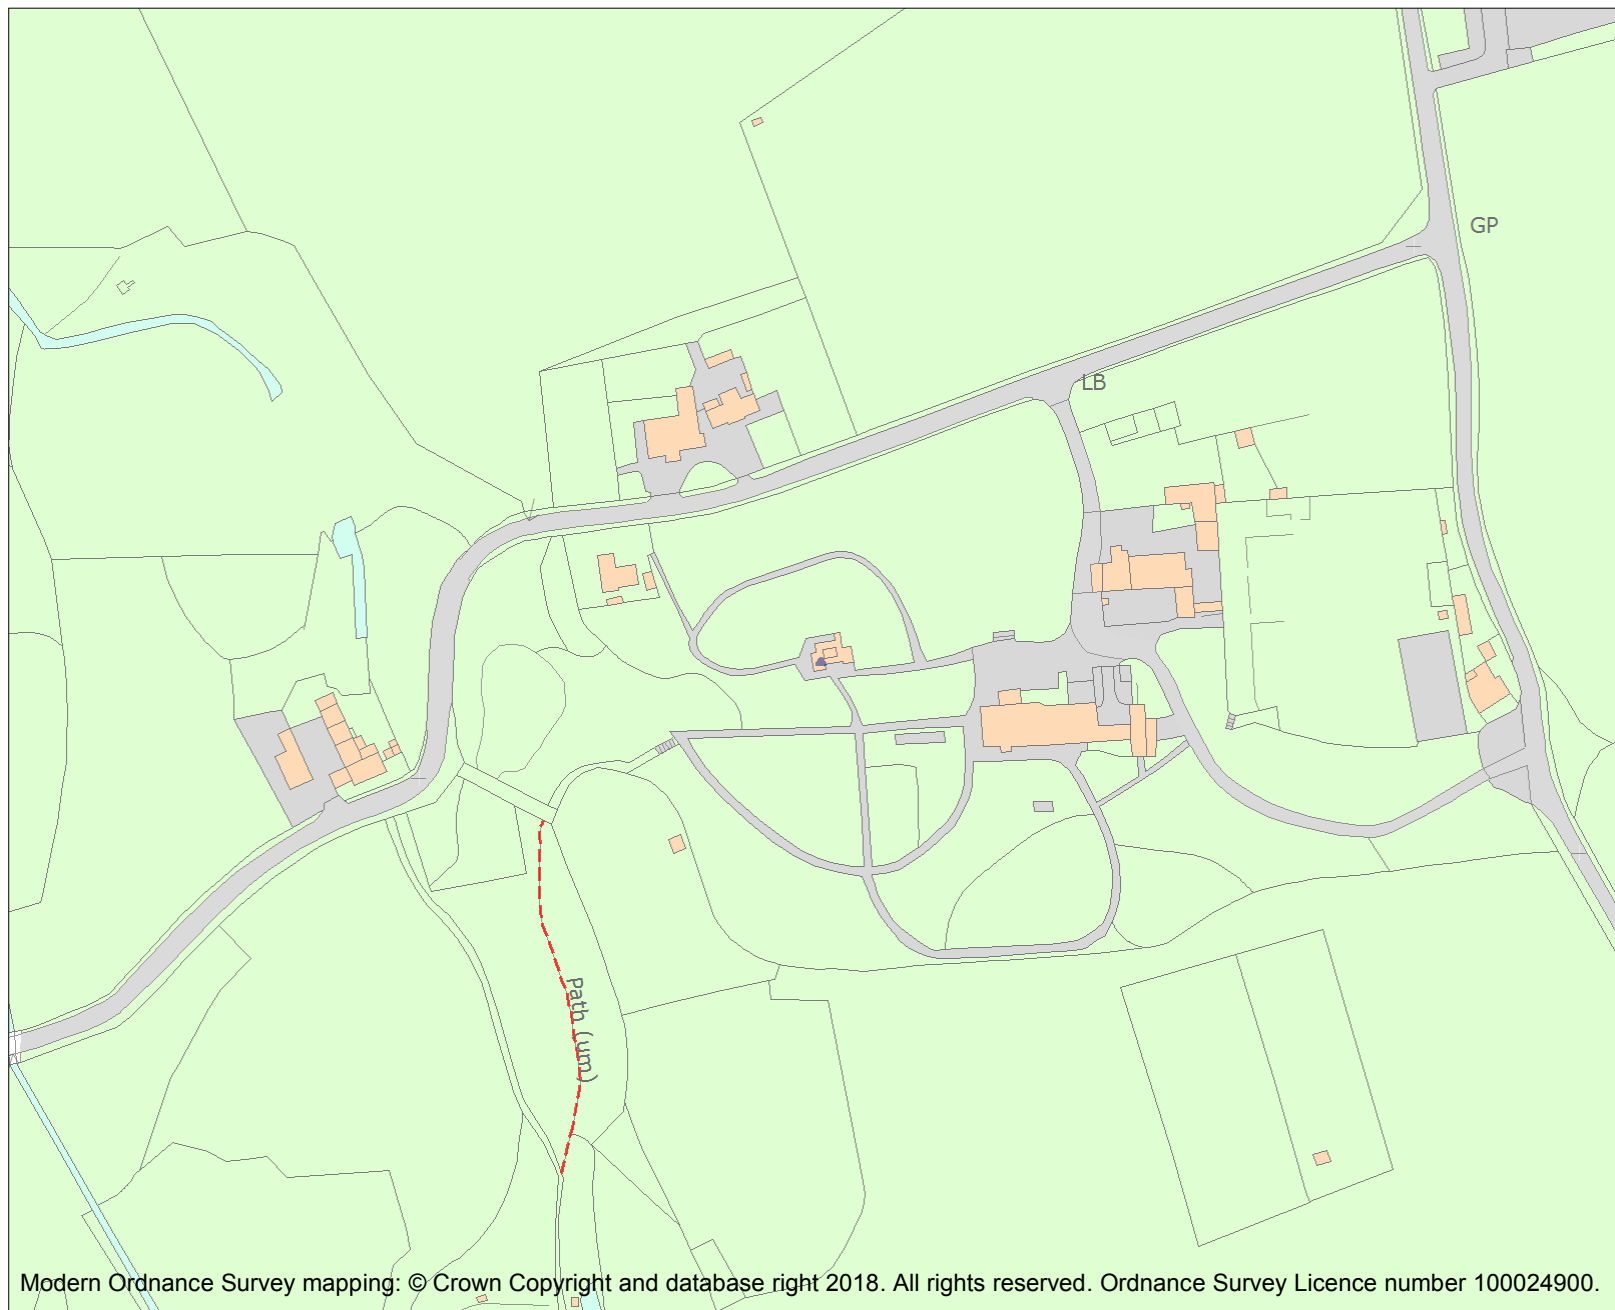 GP
LB
Path (um)
Modern Ordnance Survey mapping: © Crown Copyright and database right 2018. All rights reserved. Ordnance Survey Licence number 100024900.